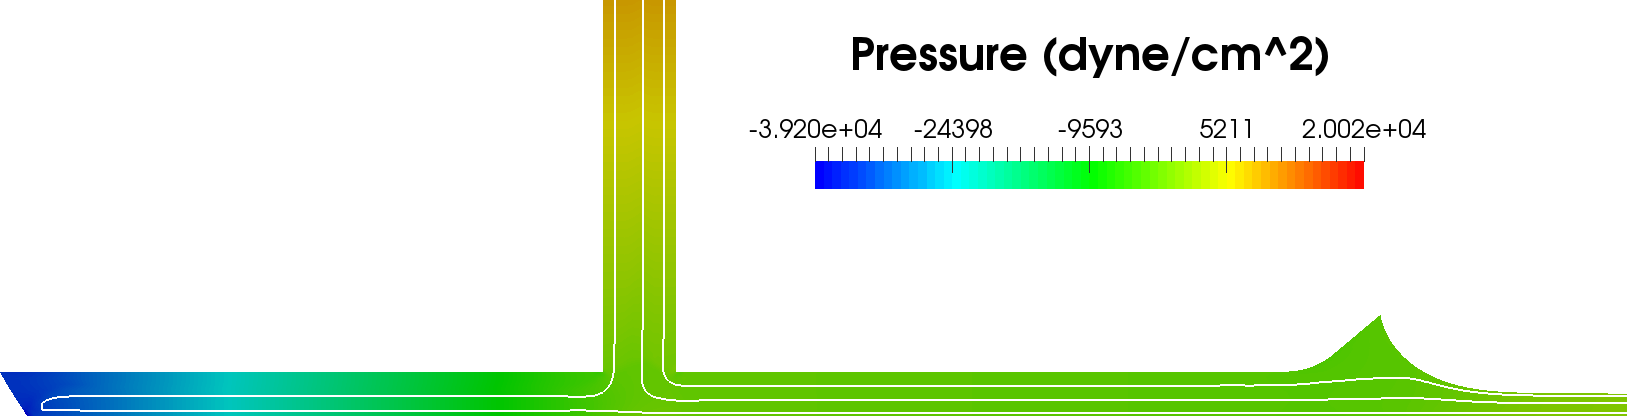 Pressure (dyne/cm^2)
-3.920e+04 -24398 -9593 5211 2.002e+04